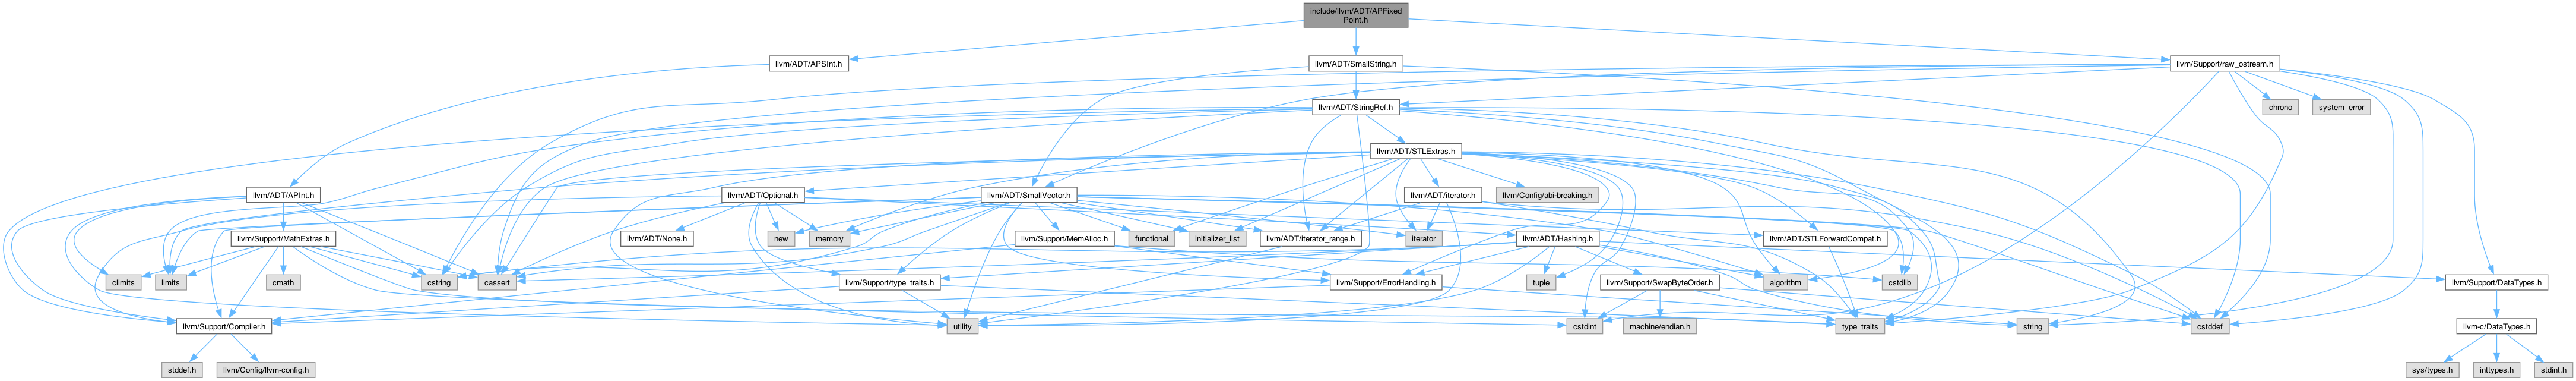 include/llvm/ADT/APFixed
Point.h
llvm/ADT/APSInt.h
llvm/ADT/SmallString.h
llvm/Support/raw_ostream.h
llvm/ADT/StringRef.h
chrono
system_error
llvm/ADT/STLExtras.h
llvm/ADT/APInt.h
llvm/ADT/Optional.h
llvm/ADT/SmallVector.h
llvm/ADT/iterator.h
llvm/Config/abi-breaking.h
llvm/Support/MathExtras.h
llvm/ADT/None.h
new
memory
llvm/Support/MemAlloc.h
functional
initializer_list
llvm/ADT/iterator_range.h
iterator
llvm/ADT/Hashing.h
llvm/ADT/STLForwardCompat.h
climits
limits
cmath
cstring
cassert
llvm/Support/type_traits.h
llvm/Support/ErrorHandling.h
tuple
llvm/Support/SwapByteOrder.h
algorithm
cstdlib
llvm/Support/DataTypes.h
llvm/Support/Compiler.h
utility
cstdint
machine/endian.h
type_traits
string
cstddef
llvm-c/DataTypes.h
stddef.h
llvm/Config/llvm-config.h
sys/types.h
inttypes.h
stdint.h